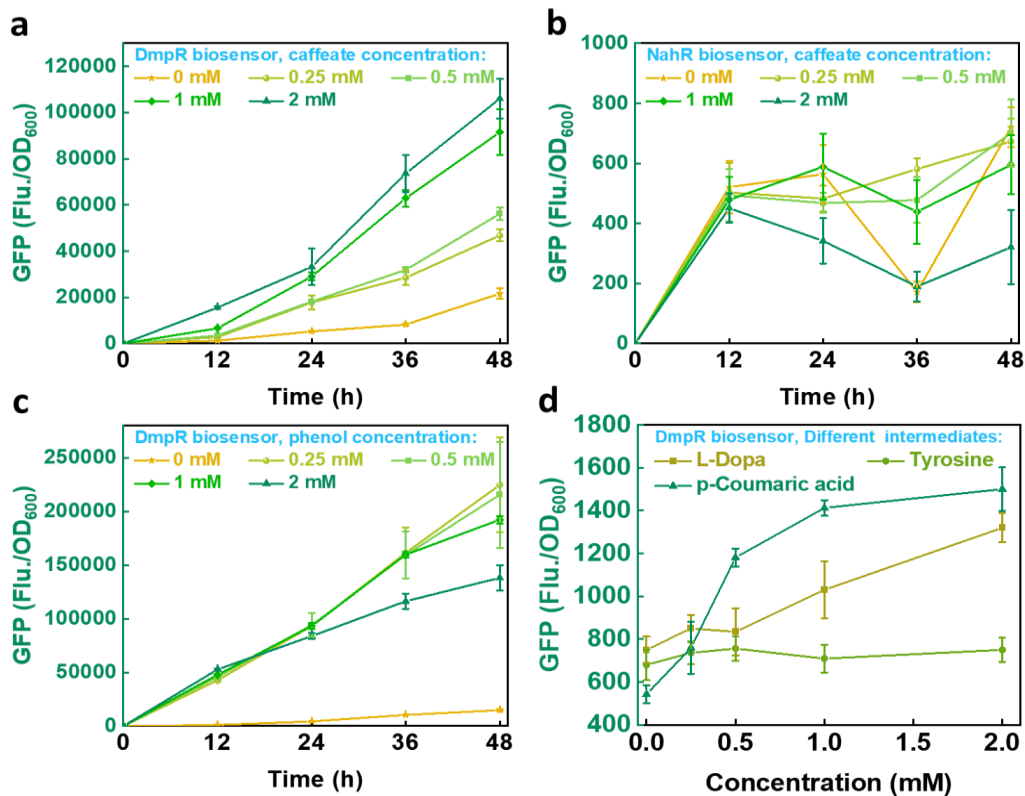 a
DmpR biosensor, caffeate concentration:
0 mM 0.25 mM 0.5 mM
1 mM 2 mM
120000
100000
80000
60000
40000
20000
0
GFP (Flu./OD600)
0 12 24 36 48
Time (h)
b
NahR biosensor, caffeate concentration:
0 mM 0.25 mM 0.5 mM
1 mM 2 mM
1000
800
600
400
200
0
GFP (Flu./OD600)
0 12 24 36 48
Time (h)
c
DmpR biosensor, phenol concentration:
0 mM 0.25 mM 0.5 mM
1 mM 2 mM
250000
200000
150000
100000
50000
0
GFP (Flu./OD600)
0 12 24 36 48
Time (h)
d
DmpR biosensor, Different intermediates:
L-Dopa Tyrosine
p-Coumaric acid
1800
1600
1400
1200
1000
800
600
400
GFP (Flu./OD600)
0.0 0.5 1.0 1.5 2.0
Concentration (mM)